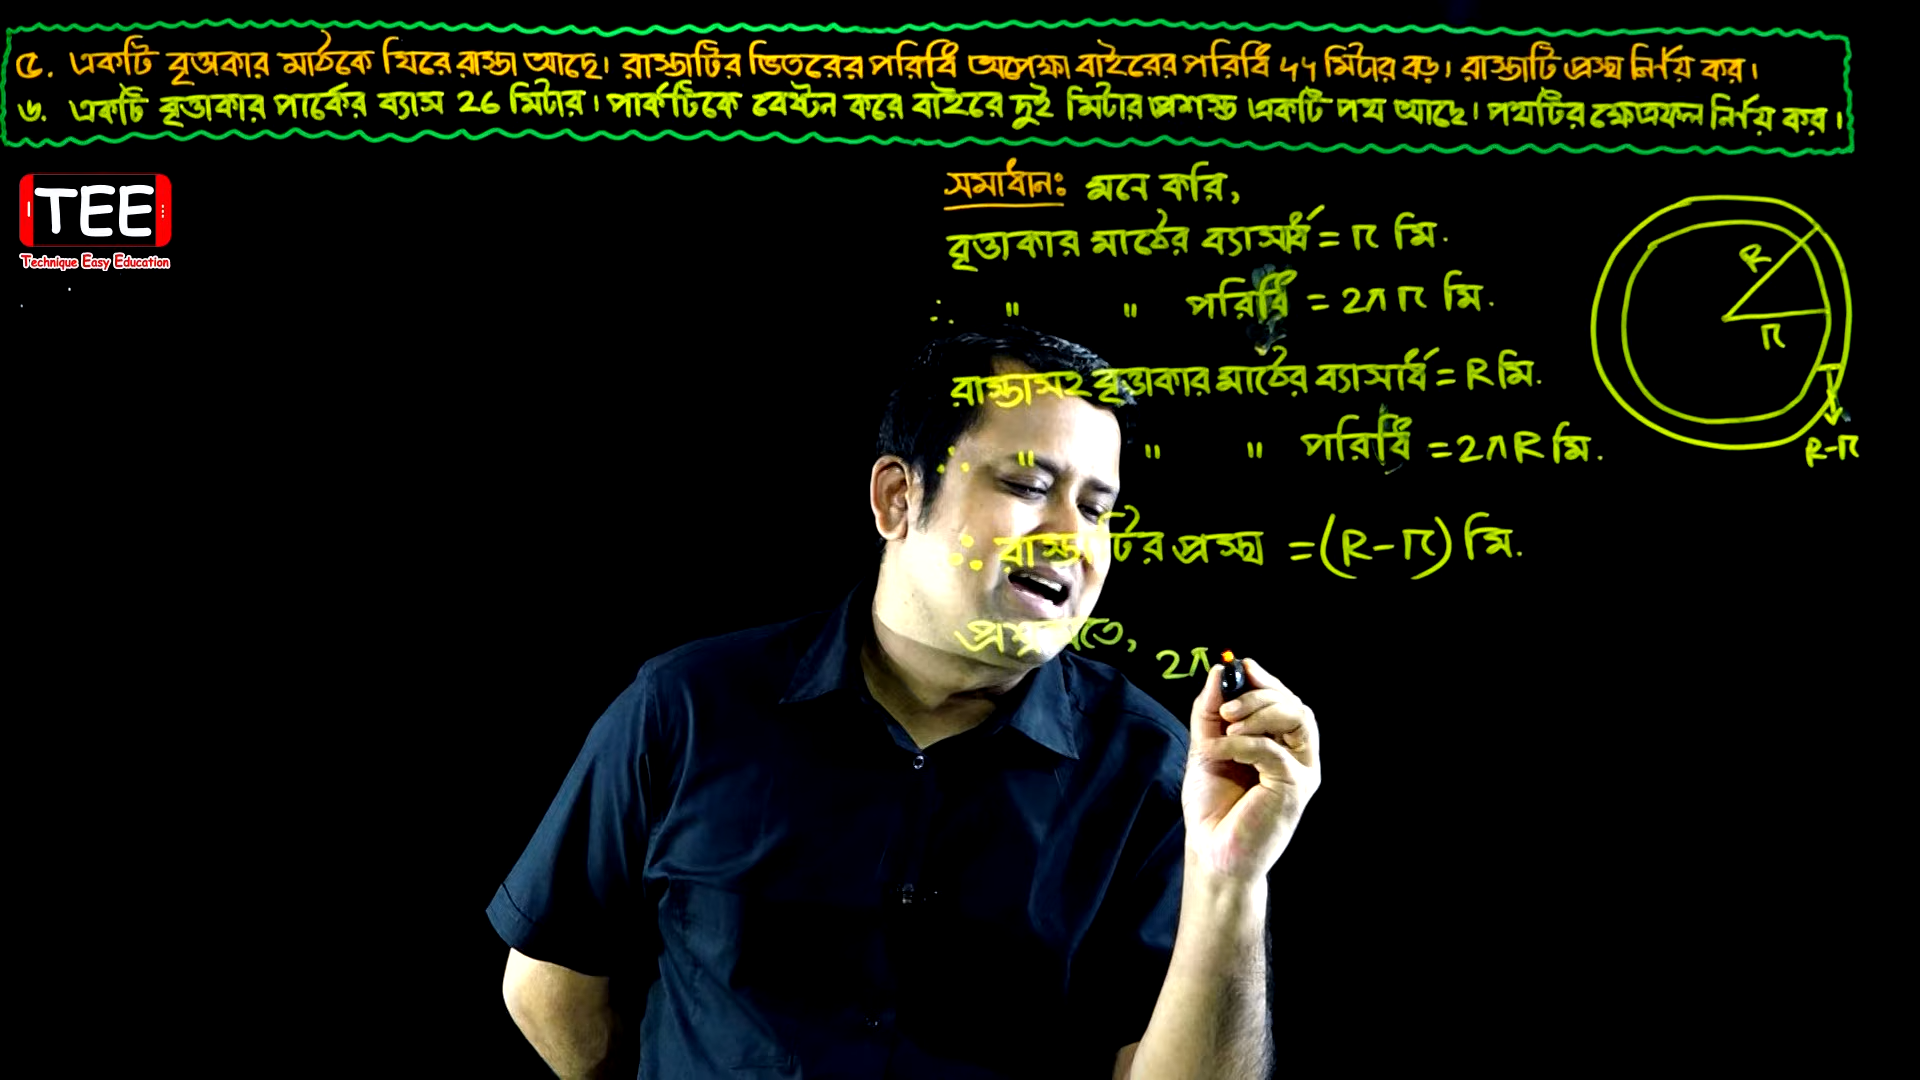 ৫. একটি বৃত্তাকার মাঠকে ঘিরে রাস্তা আছে। রাস্তাটির ভিতরের পরিধি অপেক্ষা বাইরের পরিধি 44 মিটার বড়। রাস্তাটি প্রস্থ নির্ণয় কর।
৬. একটি বৃত্তাকার পার্কের ব্যাস 26 মিটার। পার্কটিকে বেষ্টন করে বাইরে দুই মিটার প্রশস্ত একটি পথ আছে। পথটির ক্ষেত্রফল নির্ণয় কর।
TEE
Technique Easy Education
সমাধানঃ মনে করি,
বৃত্তাকার মাঠের ব্যাসার্ধ = r মি.
∴ " " পরিধি = 2πr মি.
রাস্তাসহ বৃত্তাকার মাঠের ব্যাসার্ধ = R মি.
∴ " " " পরিধি = 2πR মি.
∴ রাস্তাটির প্রস্থ = (R-r) মি.
প্রশ্নমতে, 2π
R
r
R-r